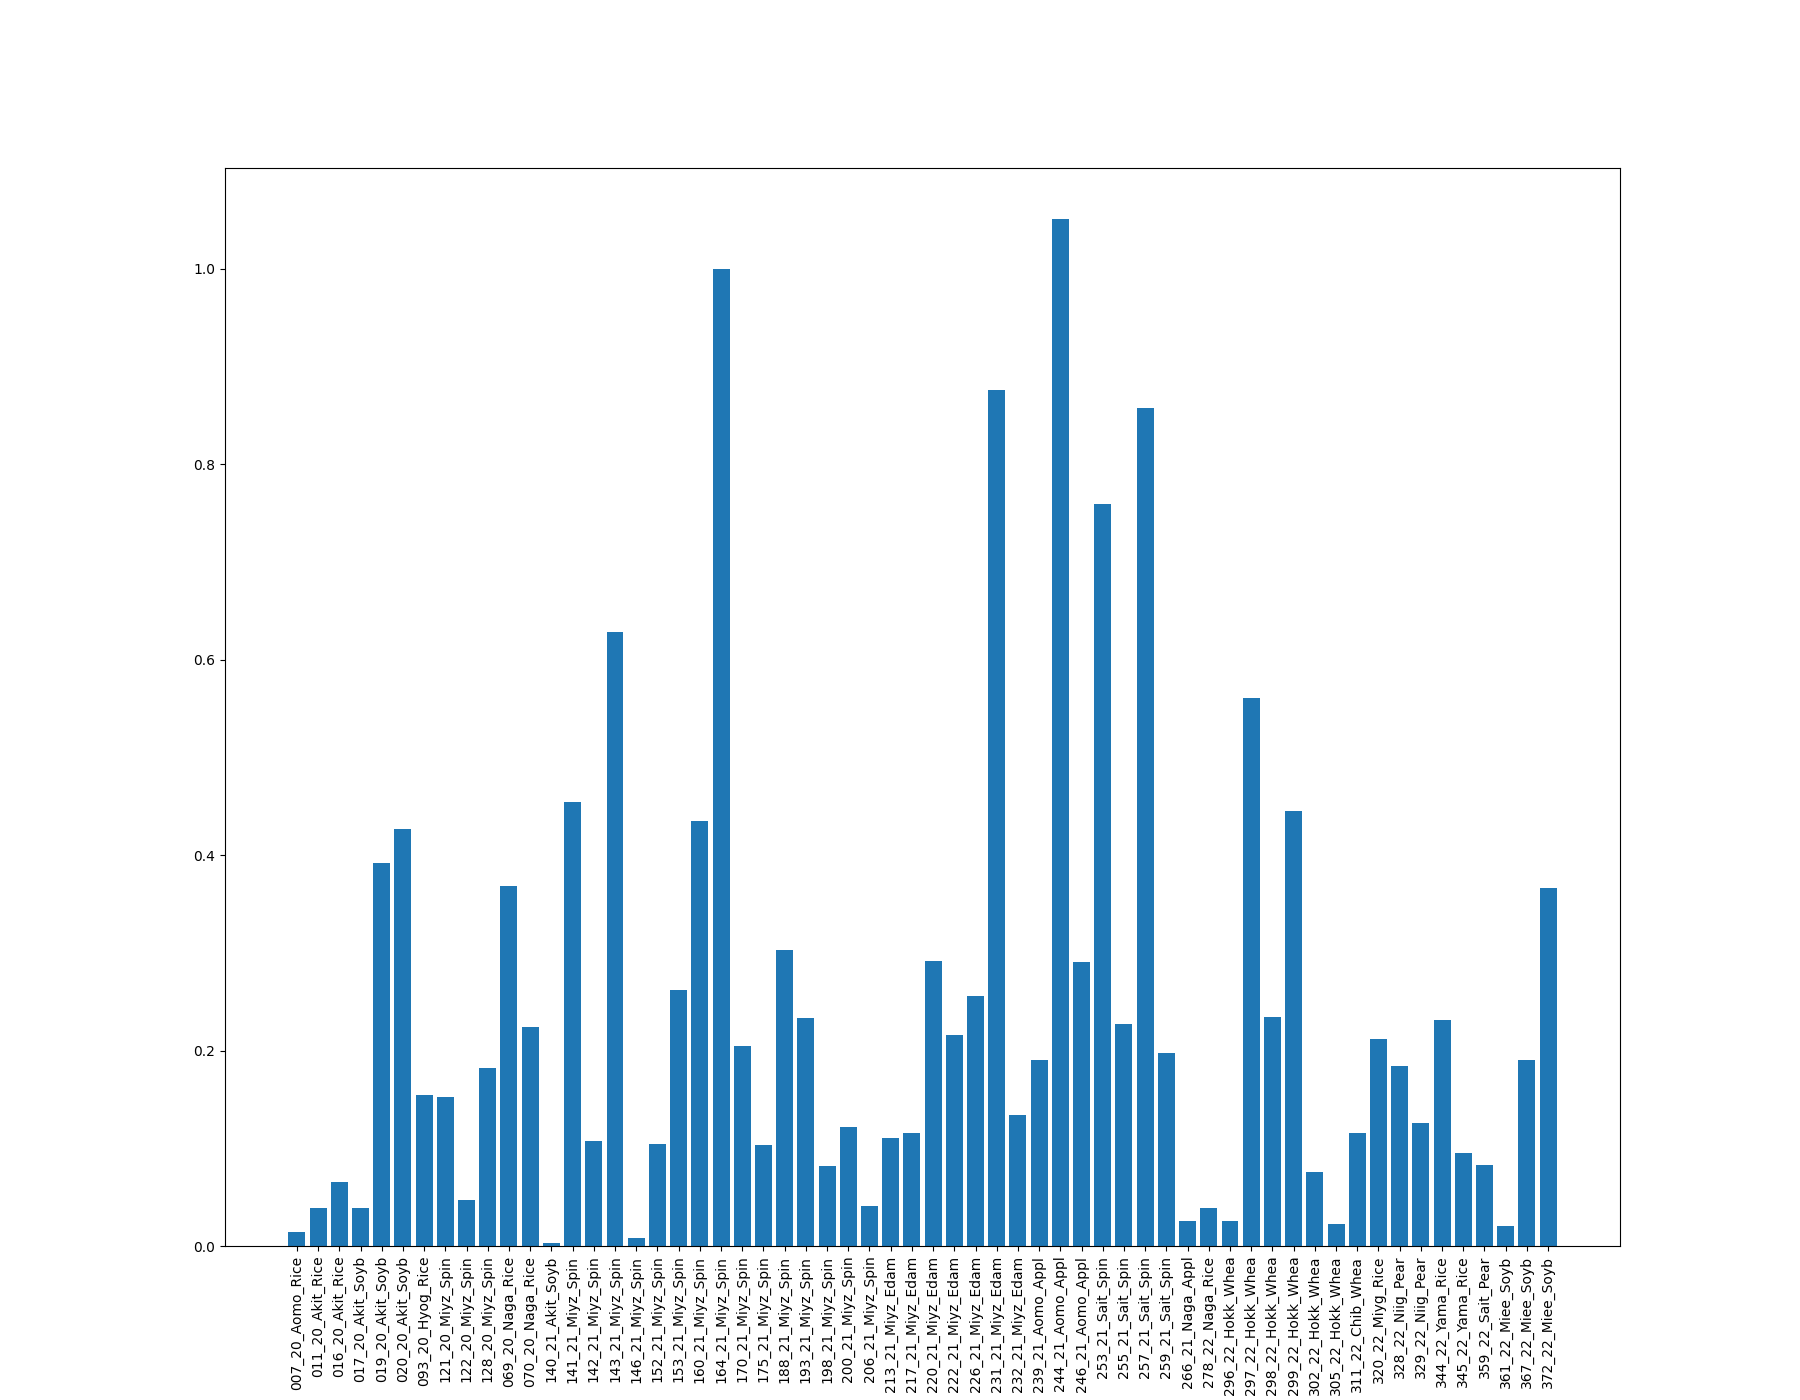 1.0
0.8
0.6
0.4
0.2
0.0
007_20_Aomo_Rice
011_20_Akit_Rice
016_20_Akit_Rice
017_20_Akit_Soyb
019_20_Akit_Soyb
020_20_Akit_Soyb
093_20_Hyog_Rice
121_20_Miyz_Spin
122_20_Miyz_Spin
128_20_Miyz_Spin
069_20_Naga_Rice
070_20_Naga_Rice
140_21_Akit_Soyb
141_21_Miyz_Spin
142_21_Miyz_Spin
143_21_Miyz_Spin
146_21_Miyz_Spin
152_21_Miyz_Spin
153_21_Miyz_Spin
160_21_Miyz_Spin
164_21_Miyz_Spin
170_21_Miyz_Spin
175_21_Miyz_Spin
188_21_Miyz_Spin
193_21_Miyz_Spin
198_21_Miyz_Spin
200_21_Miyz_Spin
206_21_Miyz_Spin
213_21_Miyz_Edam
217_21_Miyz_Edam
220_21_Miyz_Edam
222_21_Miyz_Edam
226_21_Miyz_Edam
231_21_Miyz_Edam
232_21_Miyz_Edam
239_21_Aomo_Appl
244_21_Aomo_Appl
246_21_Aomo_Appl
253_21_Sait_Spin
255_21_Sait_Spin
257_21_Sait_Spin
259_21_Sait_Spin
266_21_Naga_Appl
278_22_Naga_Rice
296_22_Hokk_Whea
297_22_Hokk_Whea
298_22_Hokk_Whea
299_22_Hokk_Whea
302_22_Hokk_Whea
305_22_Hokk_Whea
311_22_Chib_Whea
320_22_Miyg_Rice
328_22_Niig_Pear
329_22_Niig_Pear
344_22_Yama_Rice
345_22_Yama_Rice
359_22_Sait_Pear
361_22_Miee_Soyb
367_22_Miee_Soyb
372_22_Miee_Soyb